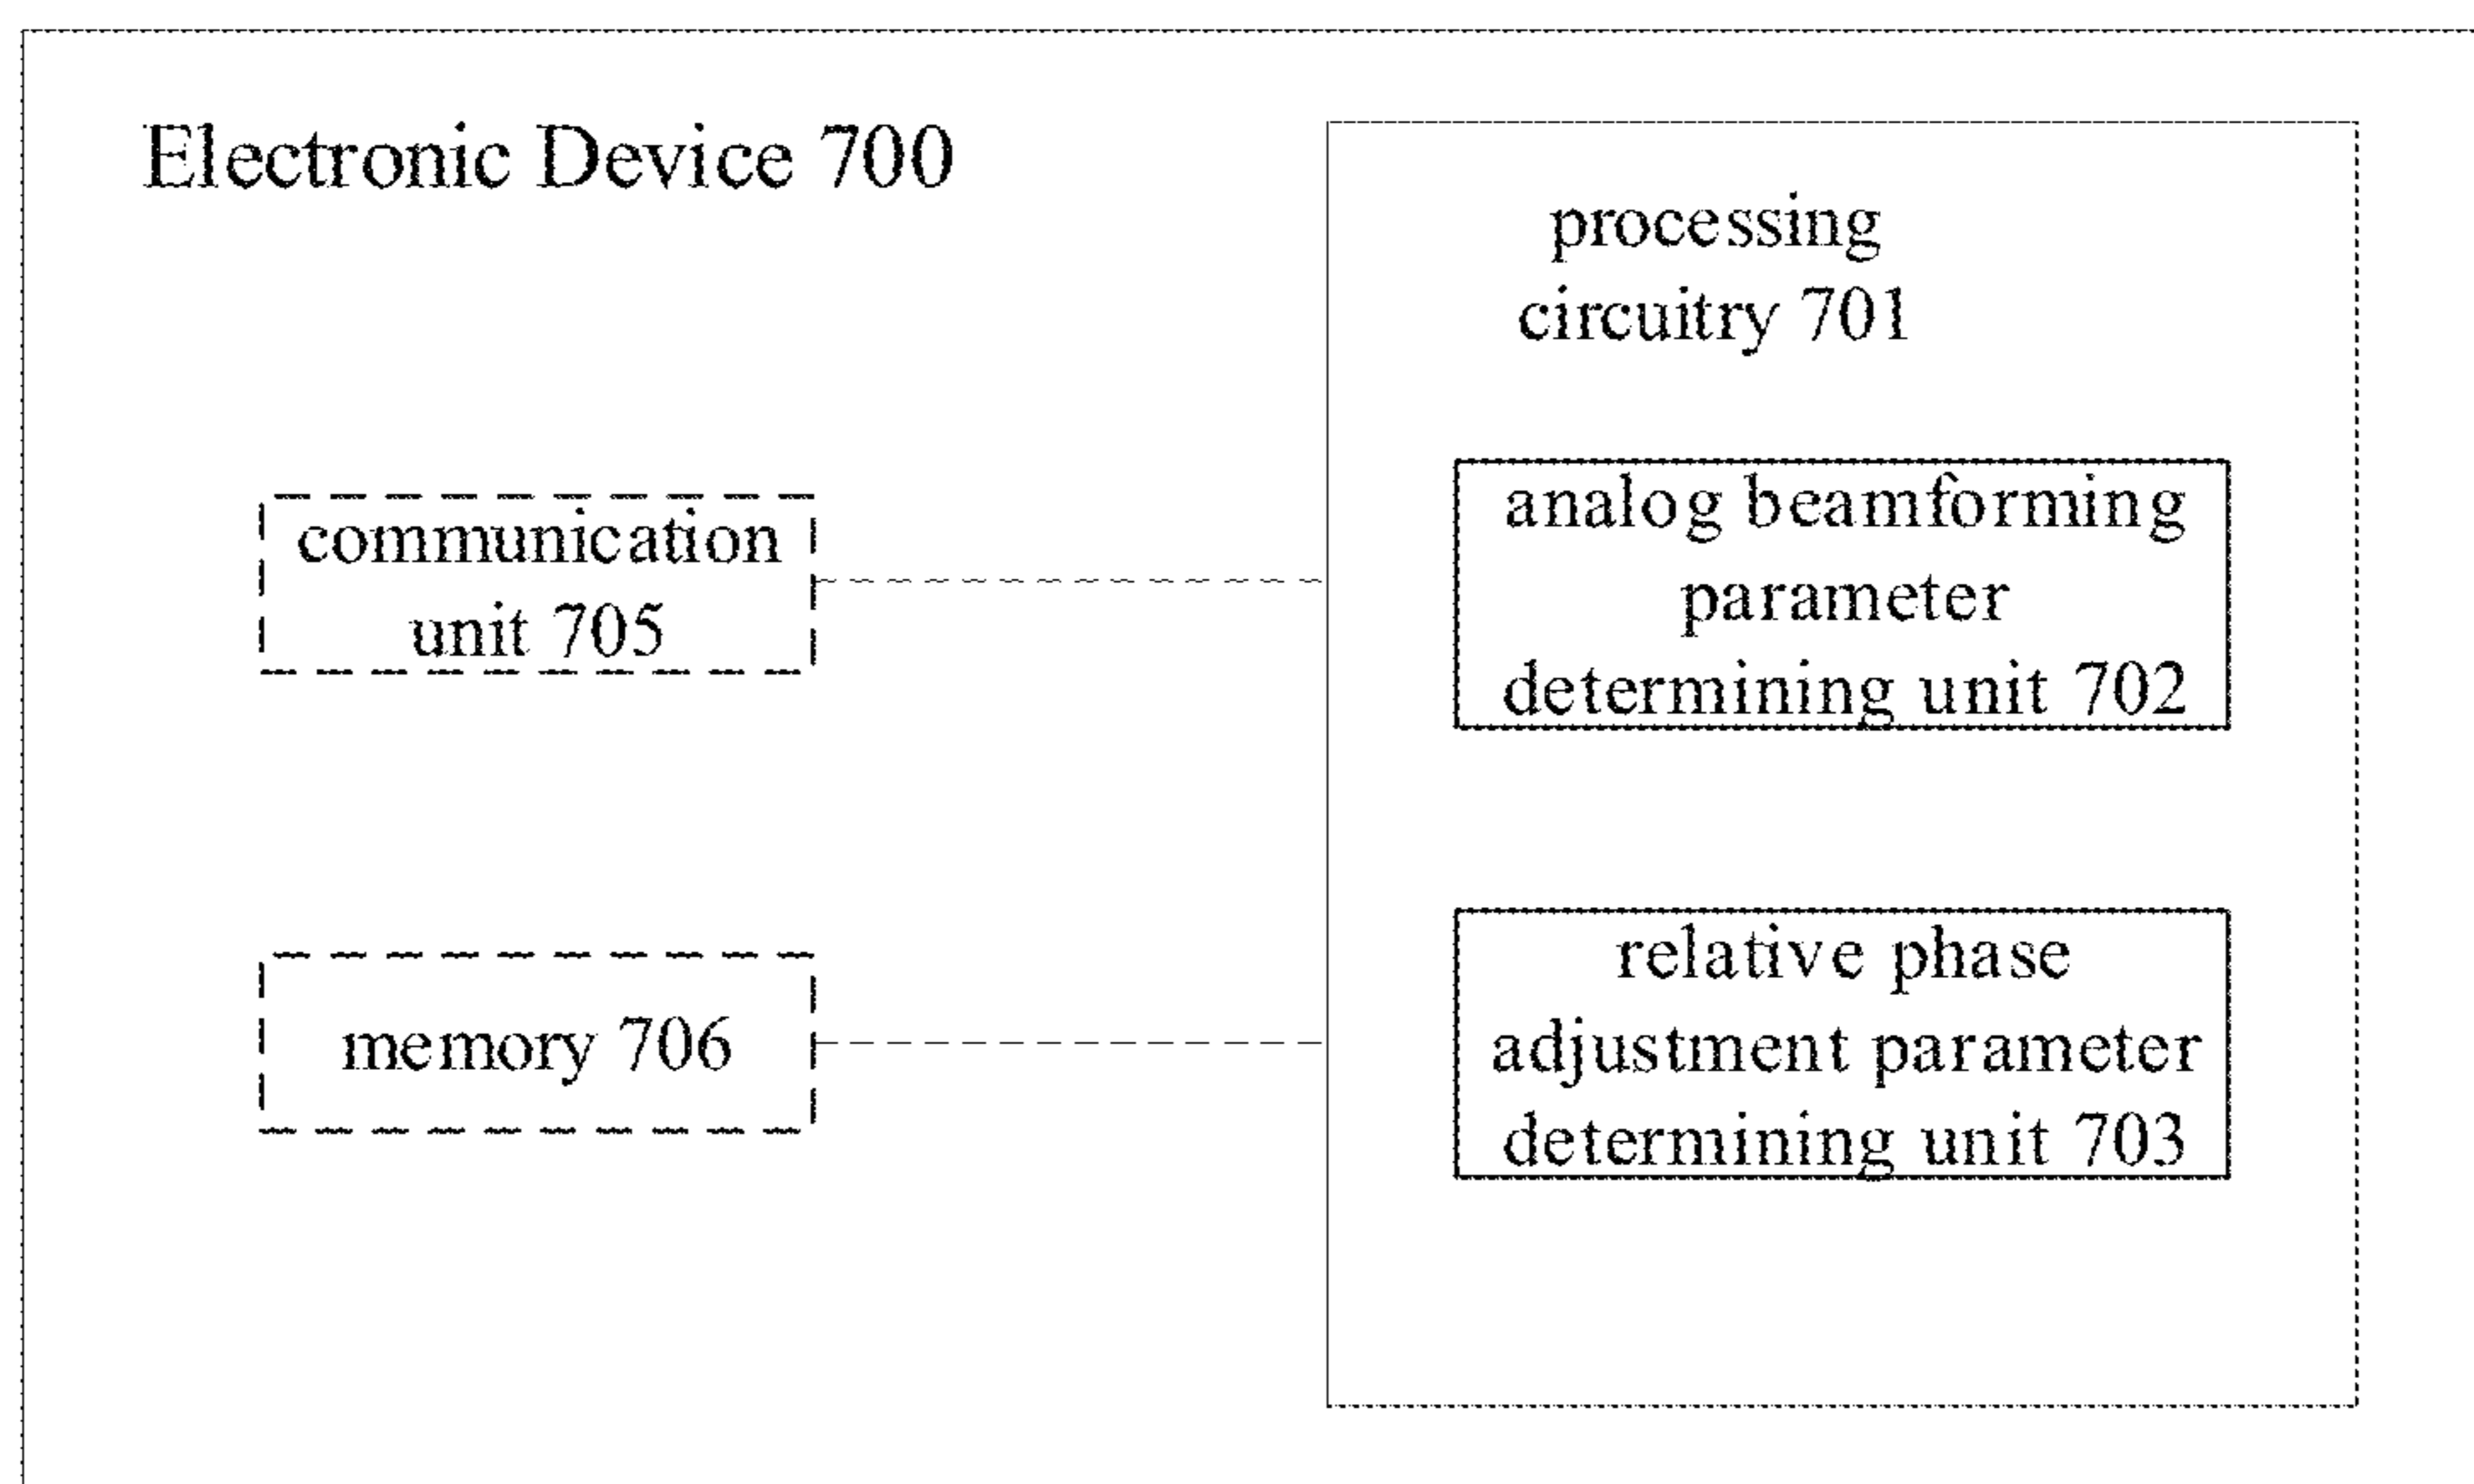 Electronic Device 700
processing
circuitry 701
communication
unit 705
analog beamforming
parameter
determining unit 702
memory 706
relative phase
adjustment parameter
determining unit 703